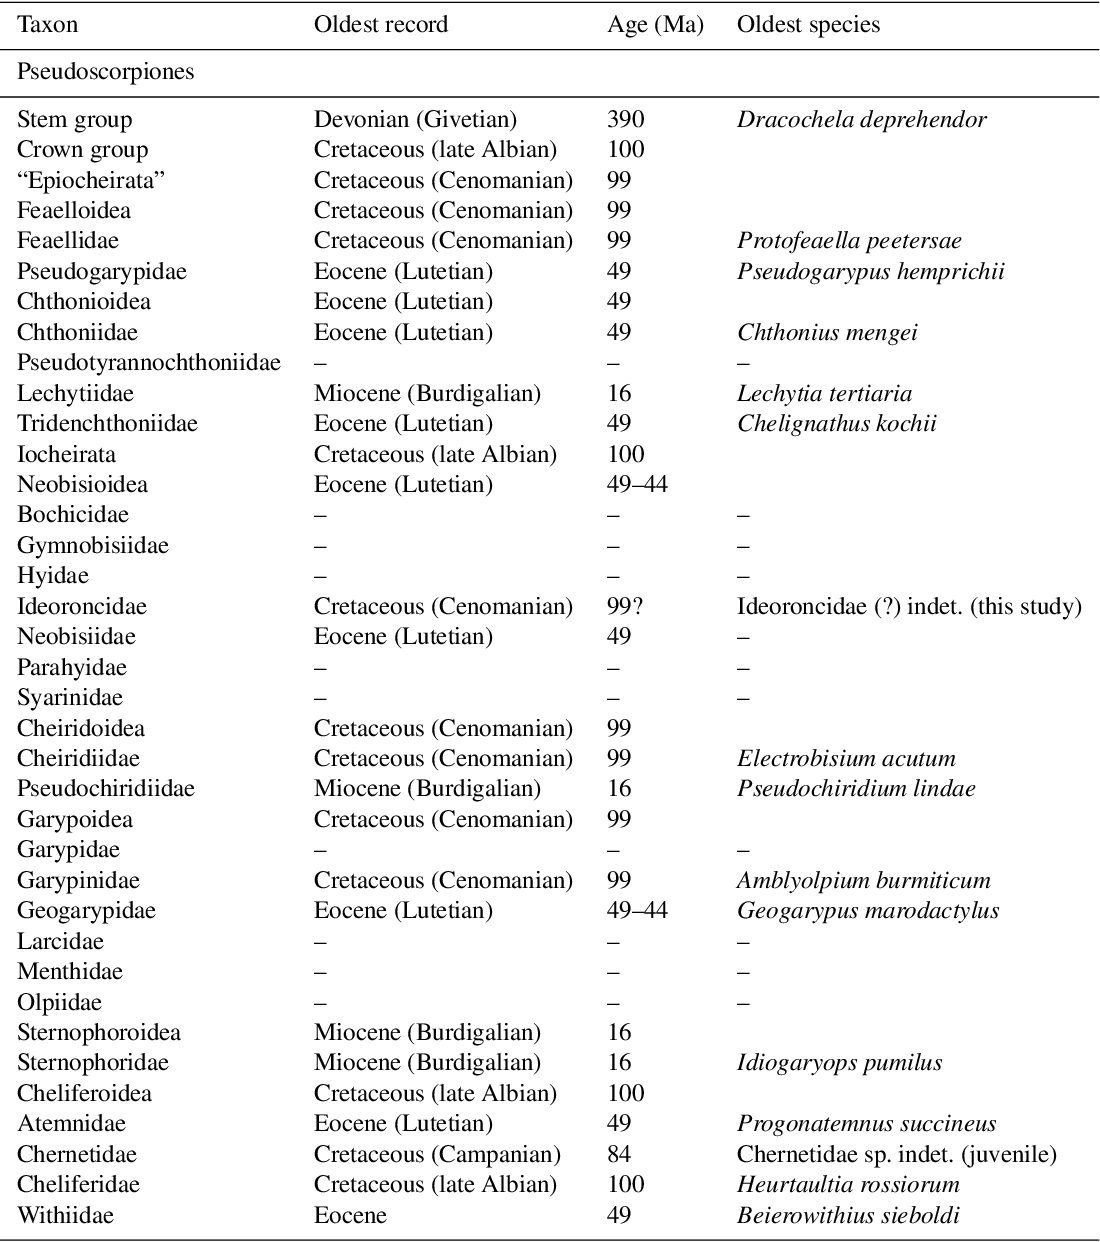 Taxon Oldest record Age (Ma) Oldest species
Pseudoscorpiones
Stem group Devonian (Givetian) 390 Dracochela deprehendor
Crown group Cretaceous (late Albian) 100
“Epiocheirata” Cretaceous (Cenomanian) 99
Feaelloidea Cretaceous (Cenomanian) 99
Feaellidae Cretaceous (Cenomanian) 99 Protofeaella peetersae
Pseudogarypidae Eocene (Lutetian) 49 Pseudogarypus hemprichii
Chthonioidea Eocene (Lutetian) 49
Chthoniidae Eocene (Lutetian) 49 Chthonius mengei
Pseudotyrannochthoniidae – – –
Lechytiidae Miocene (Burdigalian) 16 Lechytia tertiaria
Tridenchthoniidae Eocene (Lutetian) 49 Chelignathus kochii
Iocheirata Cretaceous (late Albian) 100
Neobisioidea Eocene (Lutetian) 49–44
Bochicidae – – –
Gymnobisiidae – – –
Hyidae – – –
Ideoroncidae Cretaceous (Cenomanian) 99? Ideoroncidae (?) indet. (this study)
Neobisiidae Eocene (Lutetian) 49 –
Parahyidae – – –
Syarinidae – – –
Cheiridoidea Cretaceous (Cenomanian) 99
Cheiridiidae Cretaceous (Cenomanian) 99 Electrobisium acutum
Pseudochiridiidae Miocene (Burdigalian) 16 Pseudochiridium lindae
Garypoidea Cretaceous (Cenomanian) 99
Garypidae – – –
Garypinidae Cretaceous (Cenomanian) 99 Amblyolpium burmiticum
Geogarypidae Eocene (Lutetian) 49–44 Geogarypus marodactylus
Larcidae – – –
Menthidae – – –
Olpiidae – – –
Sternophoroidea Miocene (Burdigalian) 16
Sternophoridae Miocene (Burdigalian) 16 Idiogaryops pumilus
Cheliferoidea Cretaceous (late Albian) 100
Atemnidae Eocene (Lutetian) 49 Progonatemnus succineus
Chernetidae Cretaceous (Campanian) 84 Chernetidae sp. indet. (juvenile)
Cheliferidae Cretaceous (late Albian) 100 Heurtaultia rossiorum
Withiidae Eocene 49 Beierowithius sieboldi